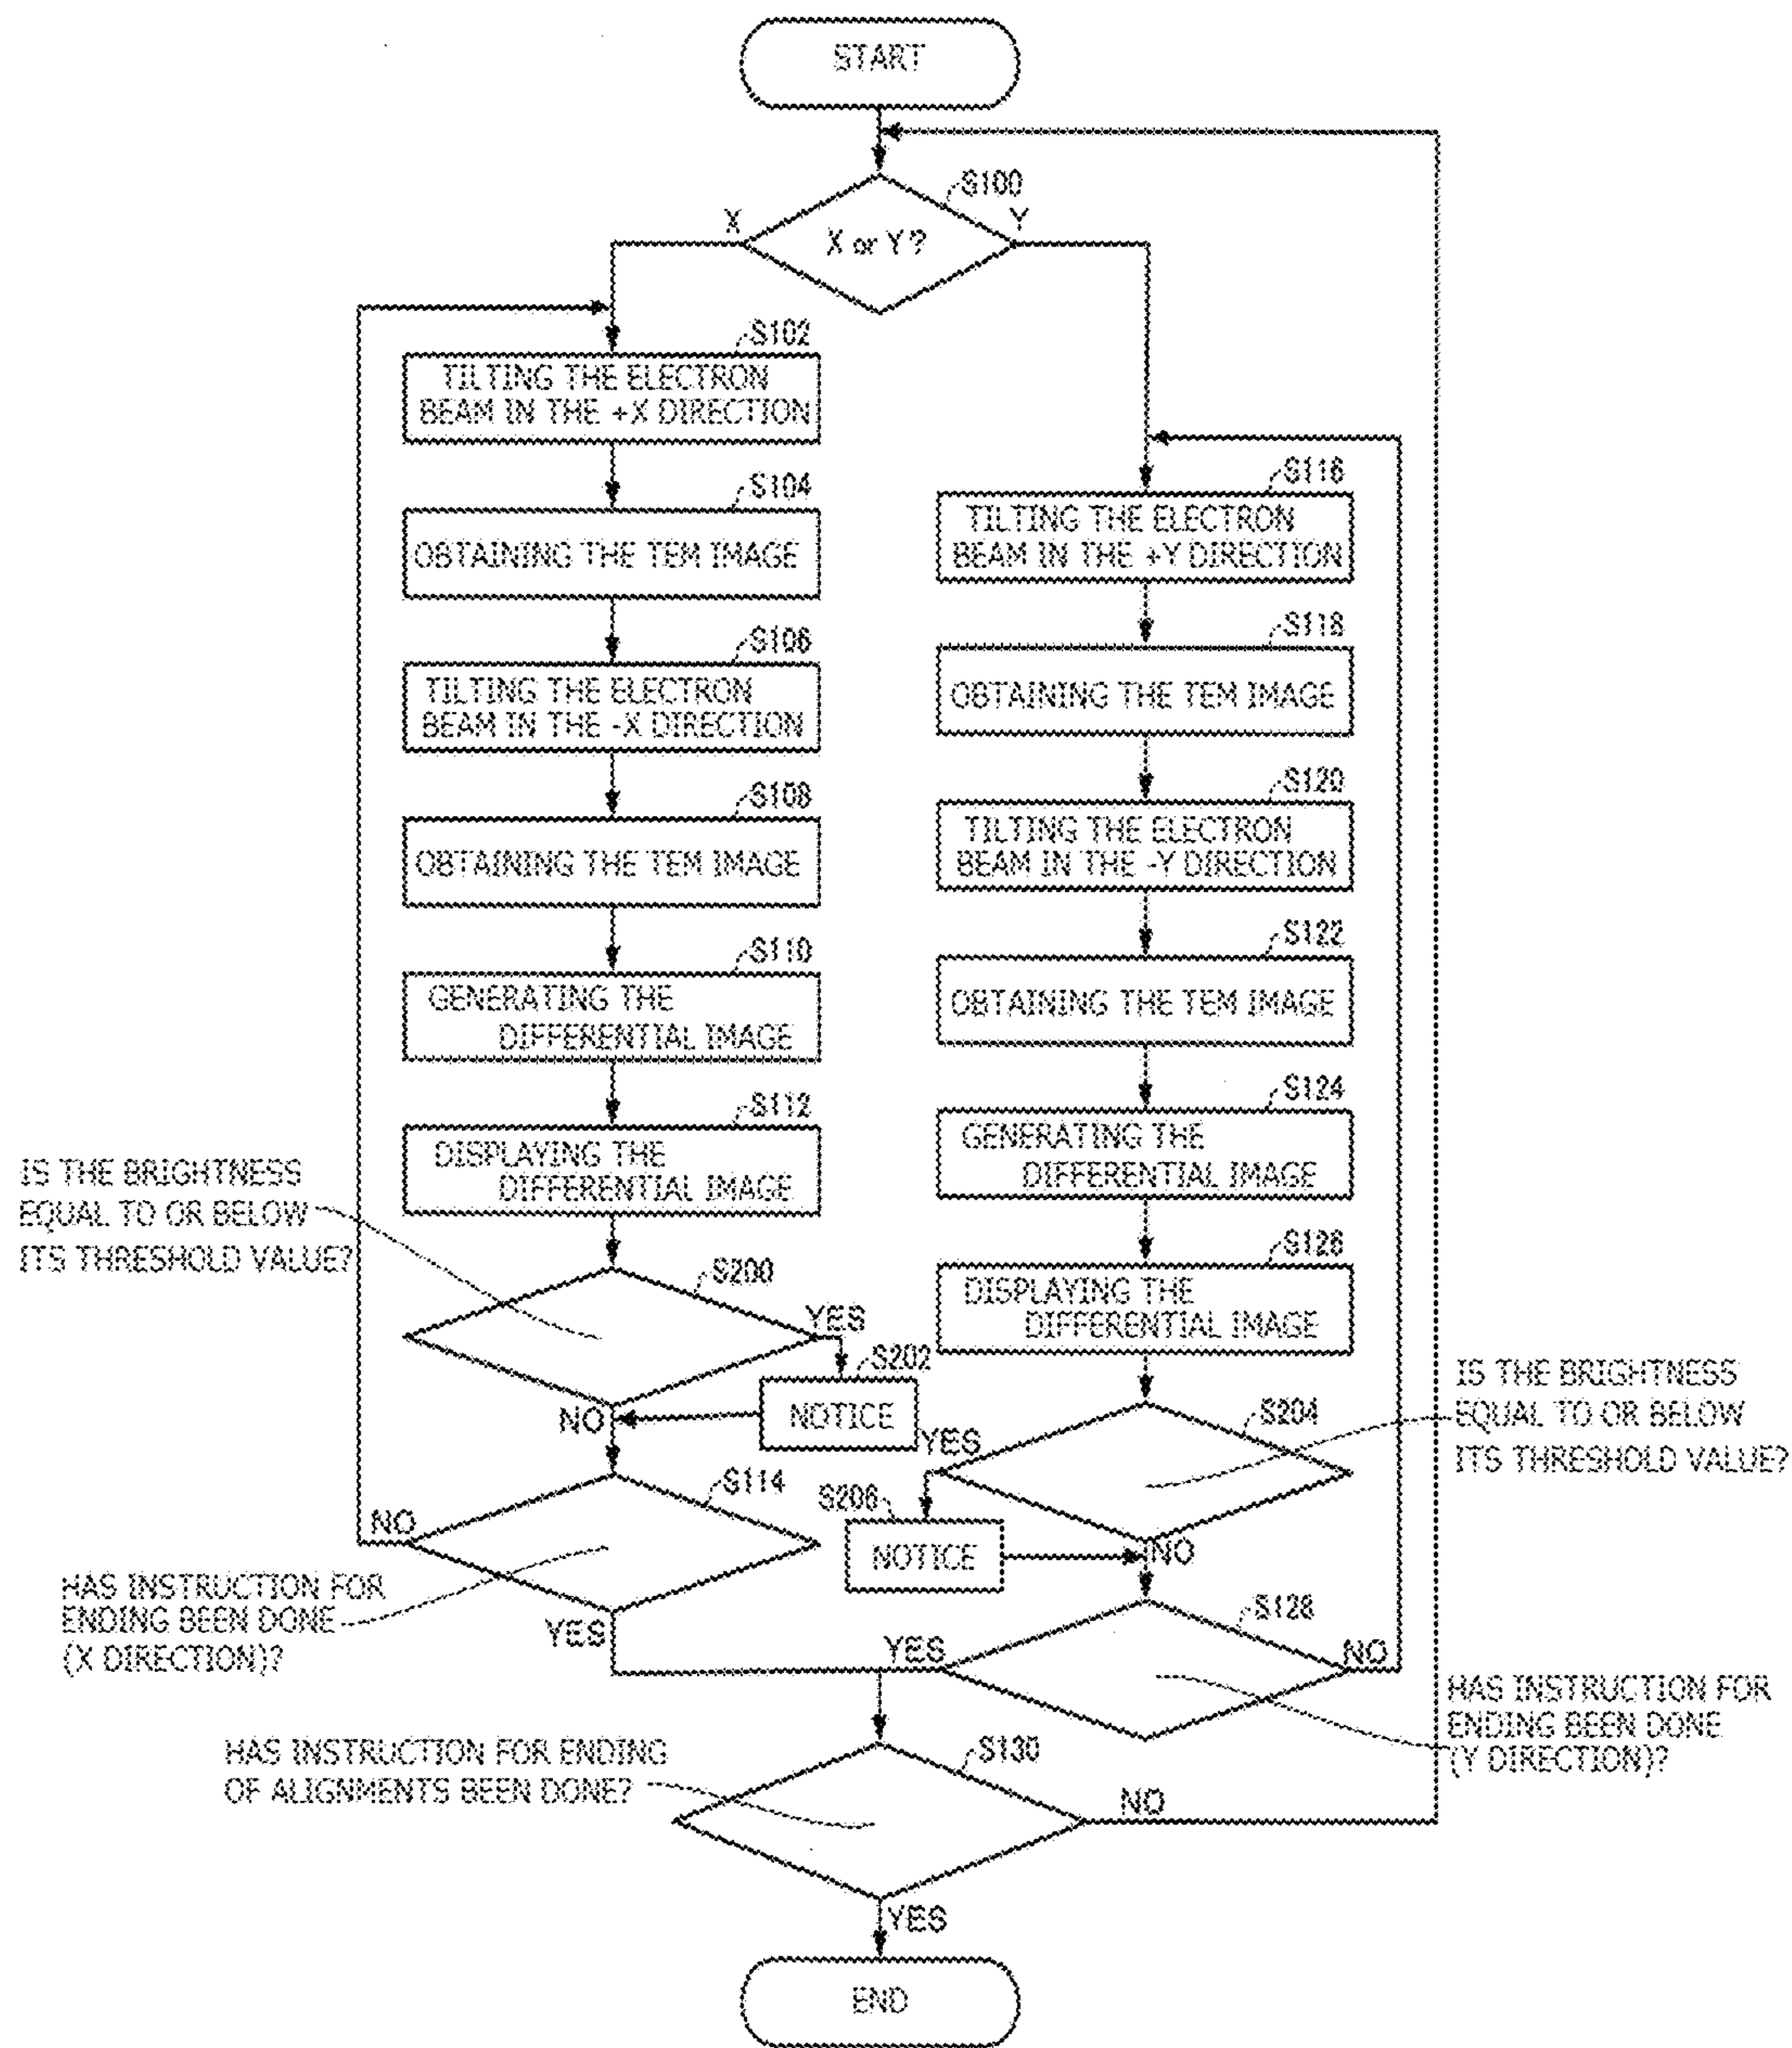 START
S100
X
X or Y?
Y
S102
TILTING THE ELECTRON
BEAM IN THE +X DIRECTION
S104
OBTAINING THE TEM IMAGE
S106
TILTING THE ELECTRON
BEAM IN THE -X DIRECTION
S108
OBTAINING THE TEM IMAGE
S110
GENERATING THE
DIFFERENTIAL IMAGE
S112
DISPLAYING THE
DIFFERENTIAL IMAGE
IS THE BRIGHTNESS
EQUAL TO OR BELOW
ITS THRESHOLD VALUE?
S200
YES
S202
NOTICE
NO
S114
NO
HAS INSTRUCTION FOR
ENDING BEEN DONE
(X DIRECTION)?
YES
S116
TILTING THE ELECTRON
BEAM IN THE +Y DIRECTION
S118
OBTAINING THE TEM IMAGE
S120
TILTING THE ELECTRON
BEAM IN THE -Y DIRECTION
S122
OBTAINING THE TEM IMAGE
S124
GENERATING THE
DIFFERENTIAL IMAGE
S126
DISPLAYING THE
DIFFERENTIAL IMAGE
IS THE BRIGHTNESS
EQUAL TO OR BELOW
ITS THRESHOLD VALUE?
S204
YES
S206
NOTICE
NO
S128
YES
NO
HAS INSTRUCTION FOR
ENDING BEEN DONE
(Y DIRECTION)?
HAS INSTRUCTION FOR ENDING
OF ALIGNMENTS BEEN DONE?
S130
NO
YES
END